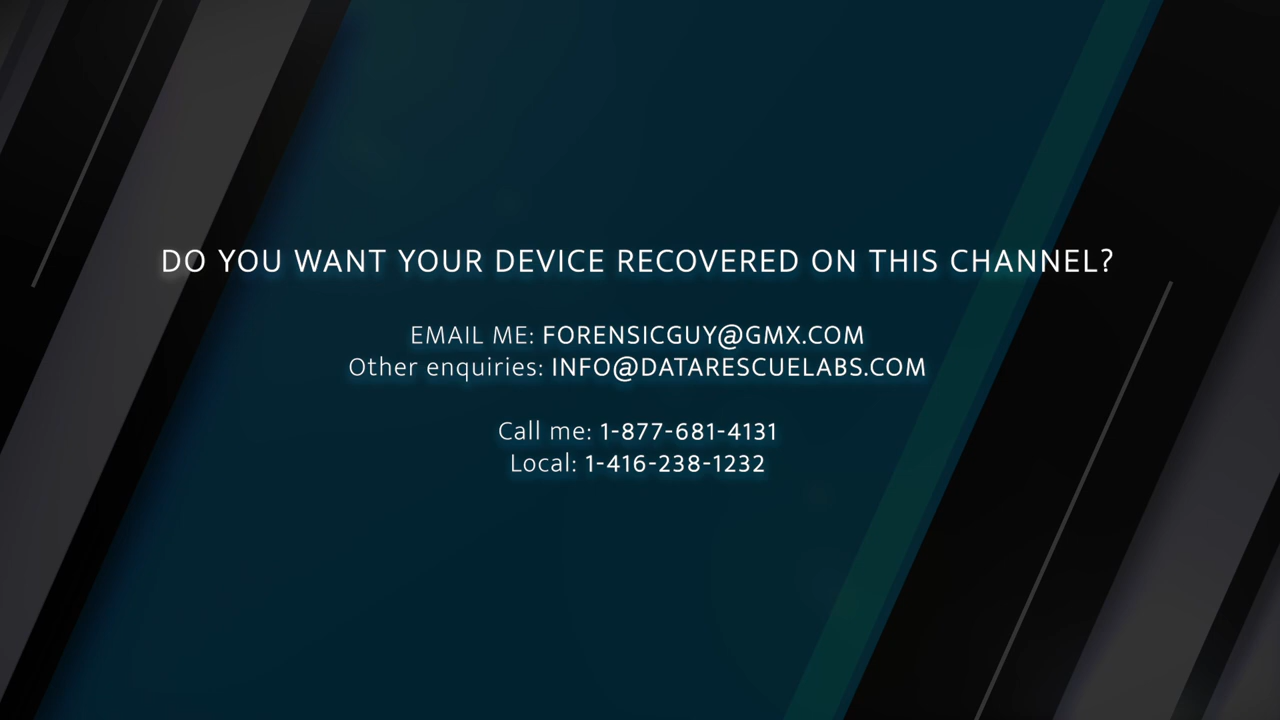 DO YOU WANT YOUR DEVICE RECOVERED ON THIS CHANNEL?
EMAIL ME: FORENSICGUY@GMX.COM
Other enquiries: INFO@DATARESCUELABS.COM
Call me: 1-877-681-4131
Local: 1-416-238-1232